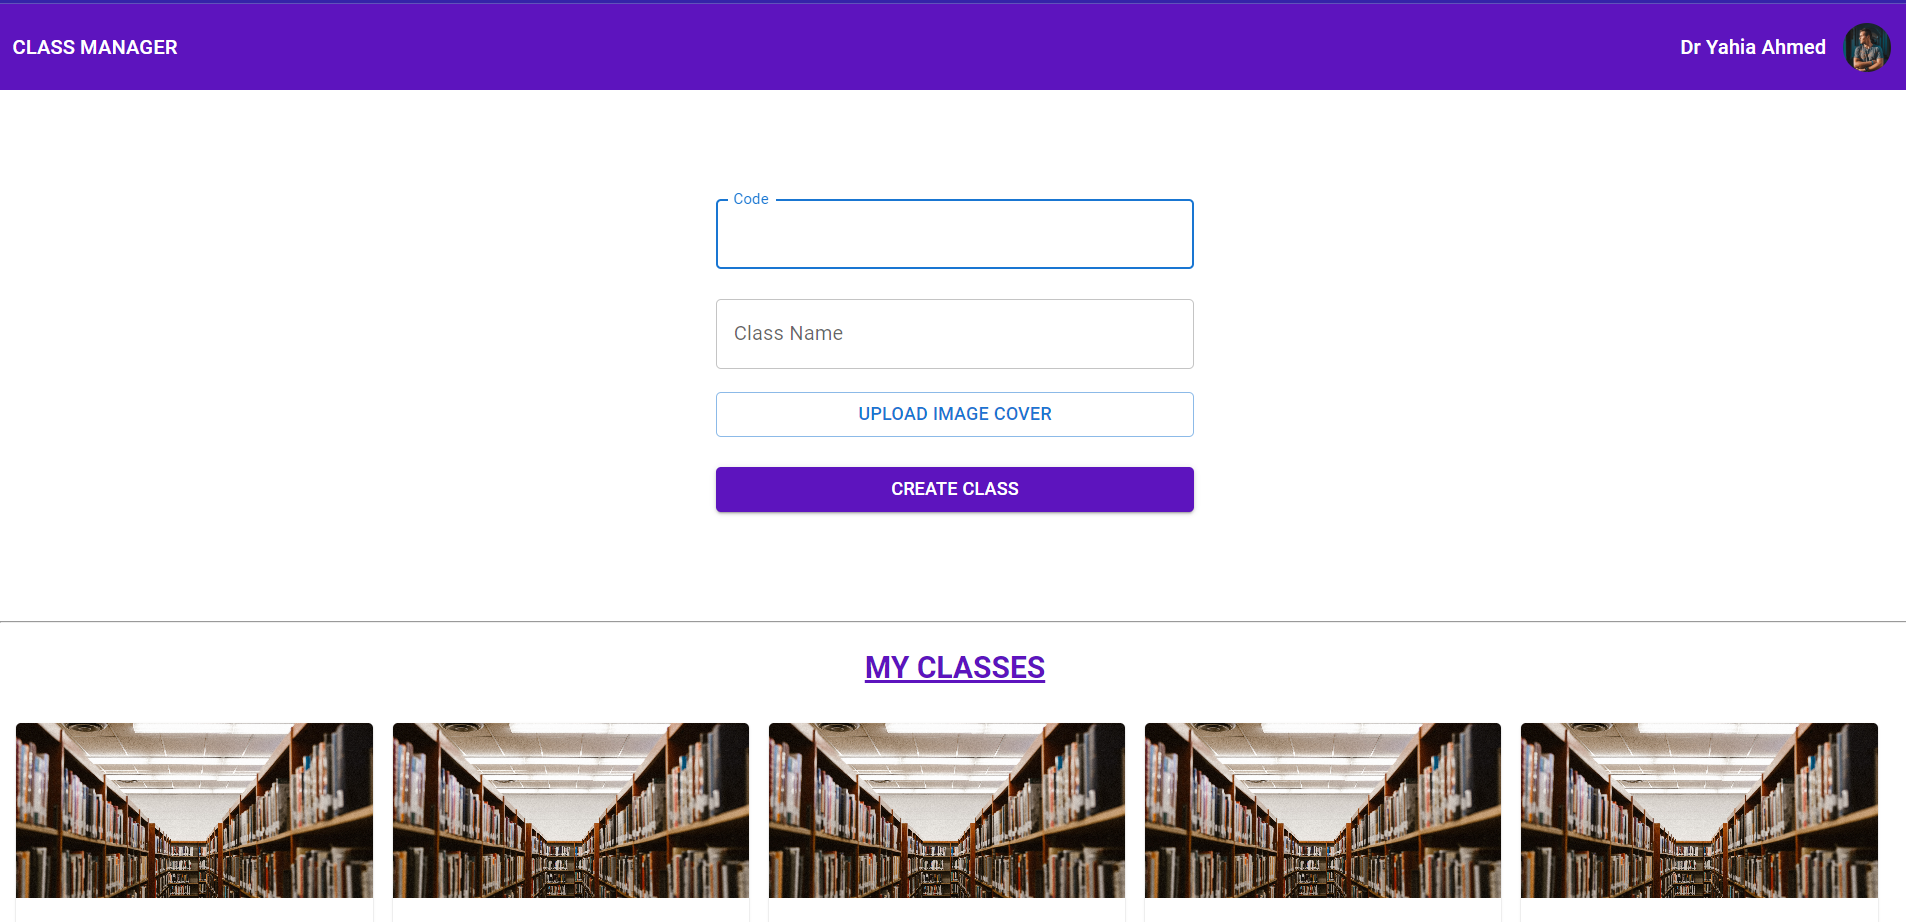 CLASS MANAGER
Dr Yahia Ahmed
Code
Class Name
UPLOAD IMAGE COVER
CREATE CLASS
MY CLASSES